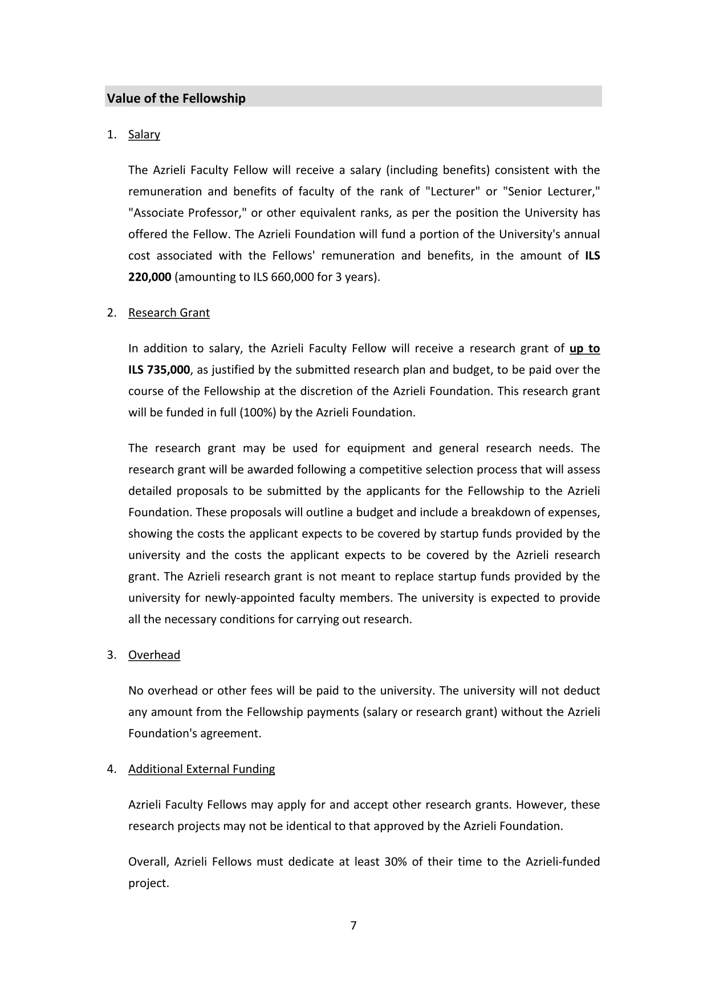 Value of the Fellowship
1. Salary
The Azrieli Faculty Fellow will receive a salary (including benefits) consistent with the
remuneration and benefits of faculty of the rank of "Lecturer" or "Senior Lecturer,"
"Associate Professor," or other equivalent ranks, as per the position the University has
offered the Fellow. The Azrieli Foundation will fund a portion of the University's annual
cost associated with the Fellows' remuneration and benefits, in the amount of ILS
220,000 (amounting to ILS 660,000 for 3 years).
2. Research Grant
In addition to salary, the Azrieli Faculty Fellow will receive a research grant of up to
ILS 735,000, as justified by the submitted research plan and budget, to be paid over the
course of the Fellowship at the discretion of the Azrieli Foundation. This research grant
will be funded in full (100%) by the Azrieli Foundation.
The research grant may be used for equipment and general research needs. The
research grant will be awarded following a competitive selection process that will assess
detailed proposals to be submitted by the applicants for the Fellowship to the Azrieli
Foundation. These proposals will outline a budget and include a breakdown of expenses,
showing the costs the applicant expects to be covered by startup funds provided by the
university and the costs the applicant expects to be covered by the Azrieli research
grant. The Azrieli research grant is not meant to replace startup funds provided by the
university for newly-appointed faculty members. The university is expected to provide
all the necessary conditions for carrying out research.
3. Overhead
No overhead or other fees will be paid to the university. The university will not deduct
any amount from the Fellowship payments (salary or research grant) without the Azrieli
Foundation's agreement.
4. Additional External Funding
Azrieli Faculty Fellows may apply for and accept other research grants. However, these
research projects may not be identical to that approved by the Azrieli Foundation.
Overall, Azrieli Fellows must dedicate at least 30% of their time to the Azrieli-funded
project.
7